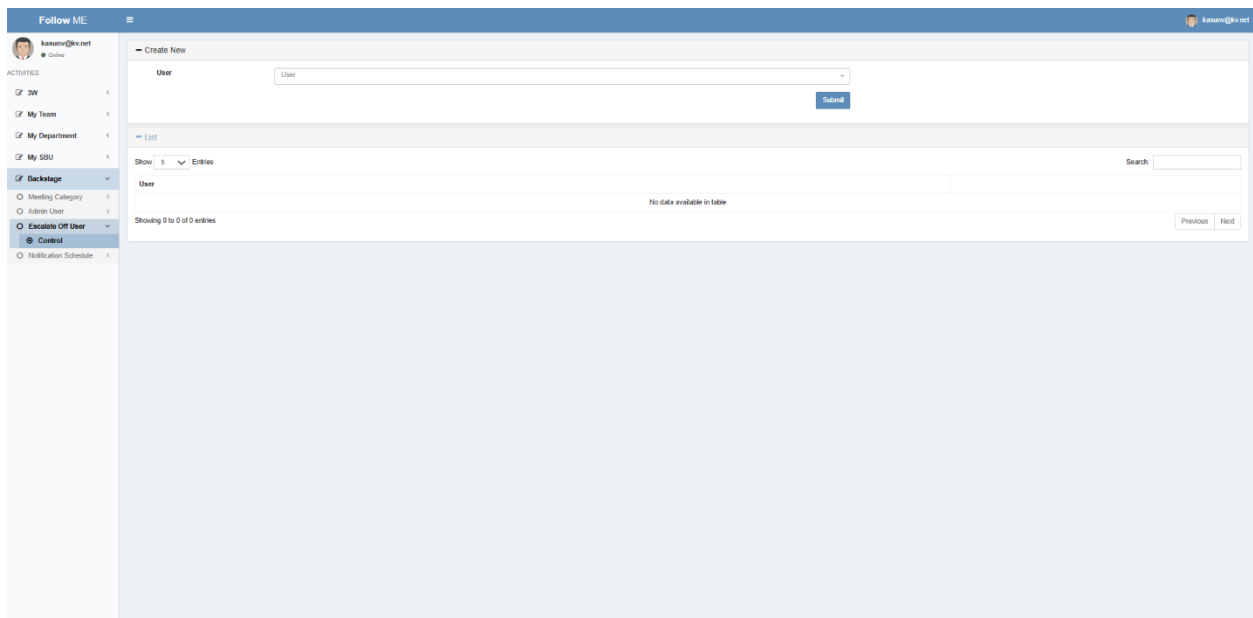 Follow ME
kasunv@kv.net
kasunv@kv.net
Online
ACTIVITIES
3W
My Team
My Department
My SBU
Backstage
Meeting Category
Admin User
Escalate Off User
Control
Notification Schedule
Create New
User
User
Submit
List
Show 5 Entries
Search:
User
No data available in table
Showing 0 to 0 of 0 entries
Previous Next